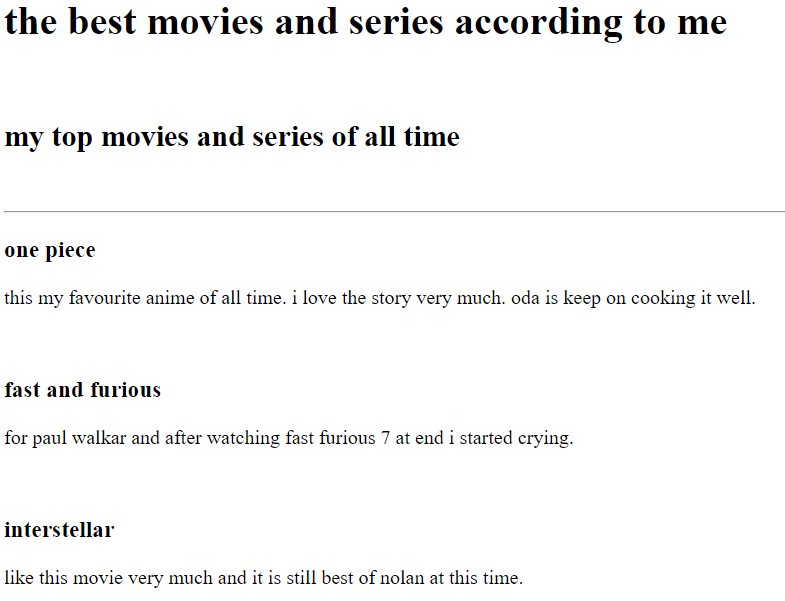 the best movies and series according to me
my top movies and series of all time
one piece
this my favourite anime of all time. i love the story very much. oda is keep on cooking it well.
fast and furious
for paul walkar and after watching fast furious 7 at end i started crying.
interstellar
like this movie very much and it is still best of nolan at this time.